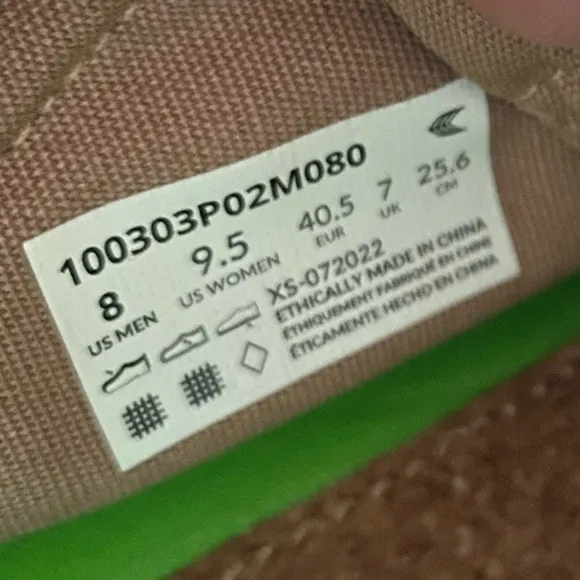 100303P02M080
8 9.5 40.5 7 25.6
US MEN US WOMEN EUR UK CM
XS-072022
ETHICALLY MADE IN CHINA
ÉTHIQUEMENT FABRIQUÉ EN CHINE
ÉTICAMENTE HECHO EN CHINA